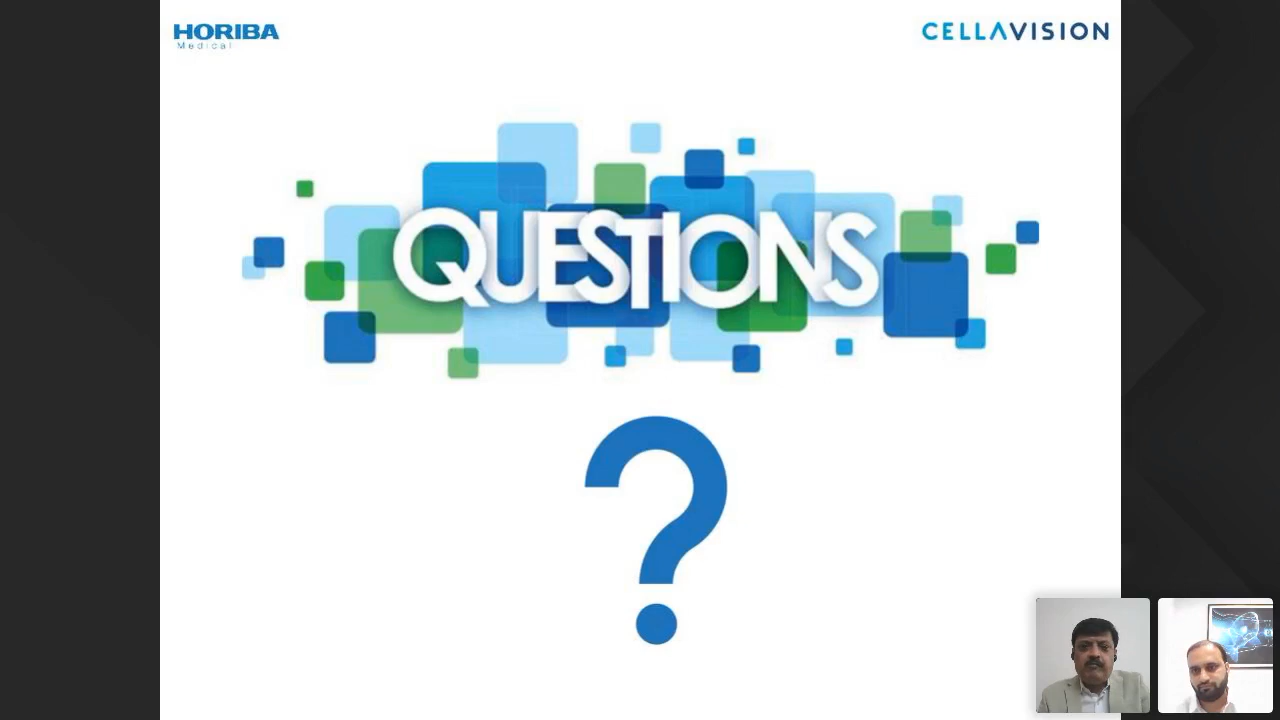 HORIBA
Medical
CELLAVISION
QUESTIONS
?